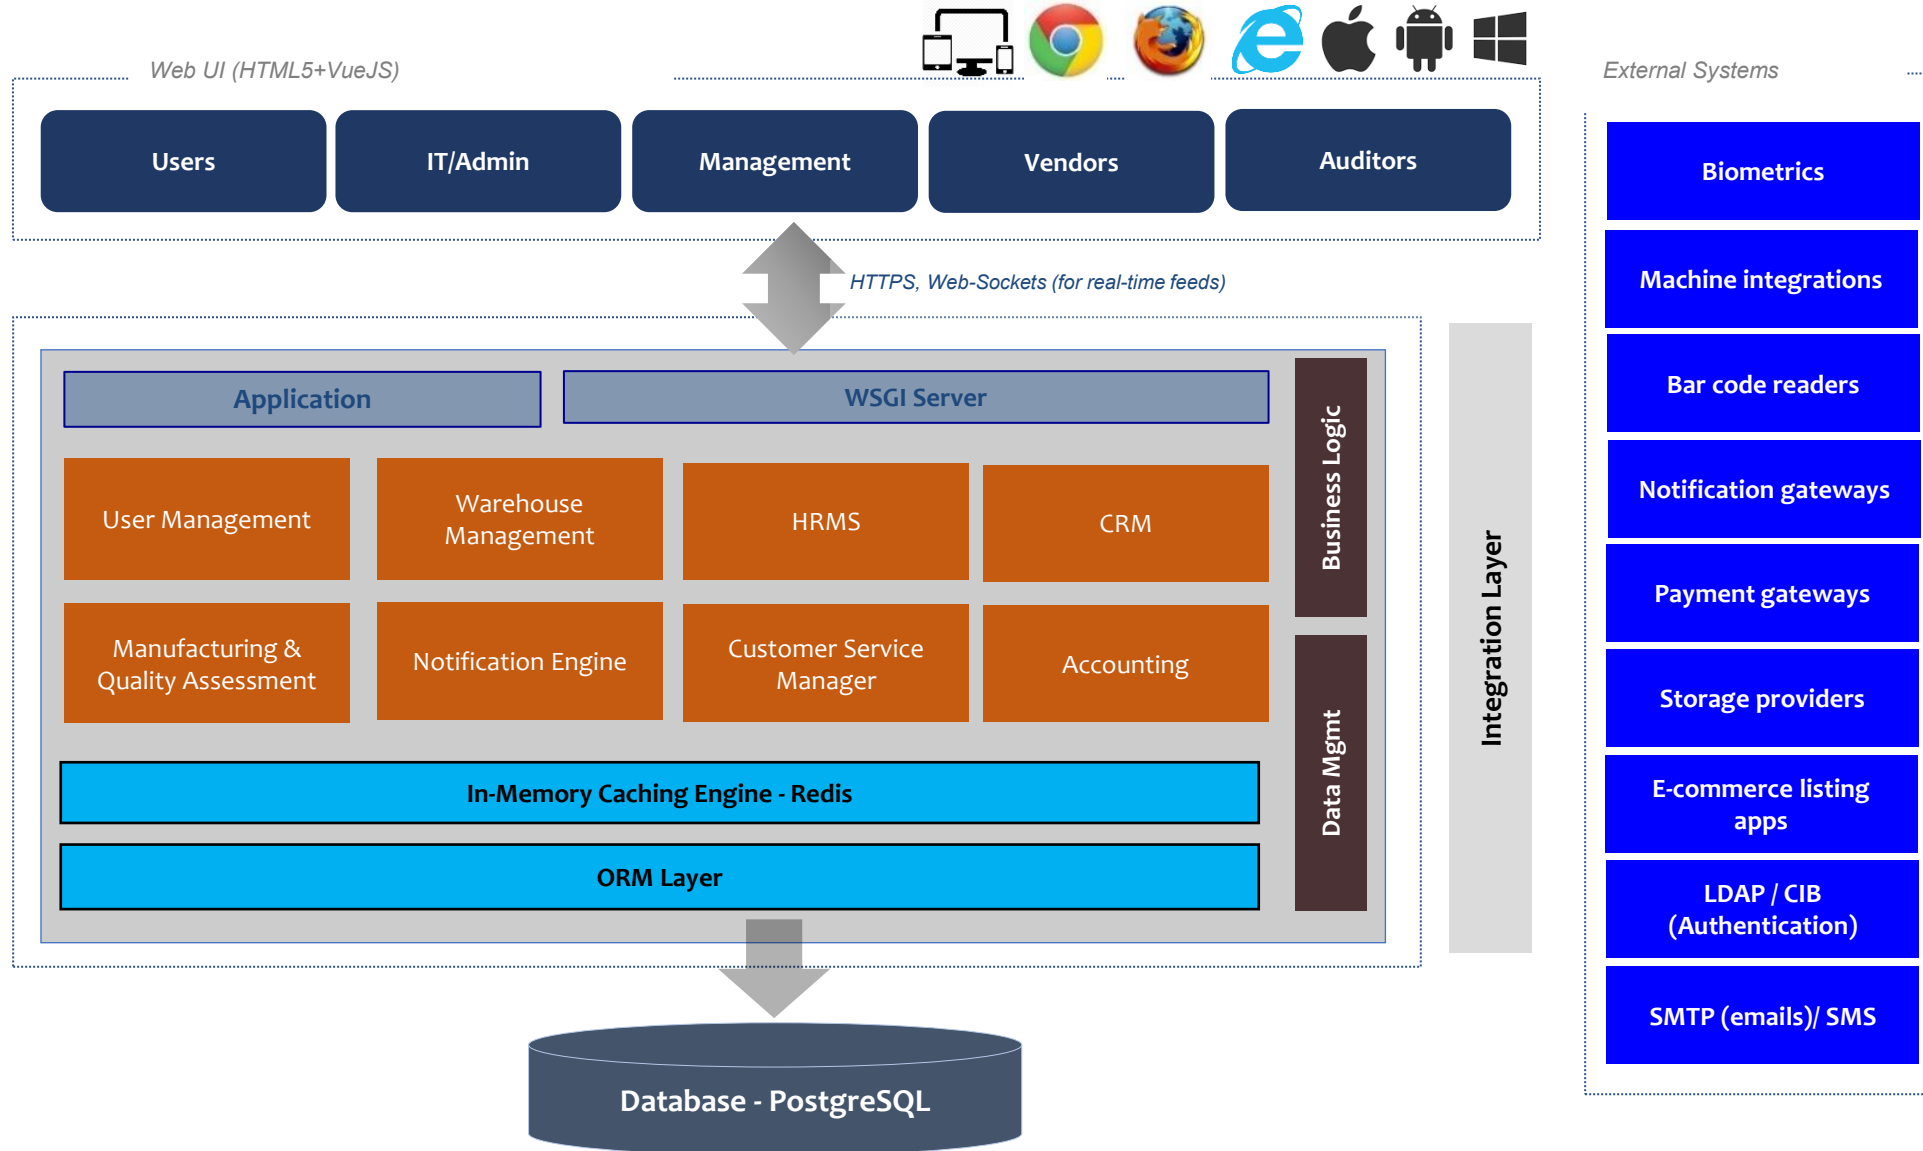 Web UI (HTML5+VueJS)
External Systems
Users
IT/Admin
Management
Vendors
Auditors
HTTPS, Web-Sockets (for real-time feeds)
Application
WSGI Server
Business Logic
User Management
Warehouse
Management
HRMS
CRM
Manufacturing &
Quality Assessment
Notification Engine
Customer Service
Manager
Accounting
Data Mgmt
In-Memory Caching Engine - Redis
ORM Layer
Integration Layer
Database - PostgreSQL
Biometrics
Machine integrations
Bar code readers
Notification gateways
Payment gateways
Storage providers
E-commerce listing
apps
LDAP / CIB
(Authentication)
SMTP (emails)/ SMS